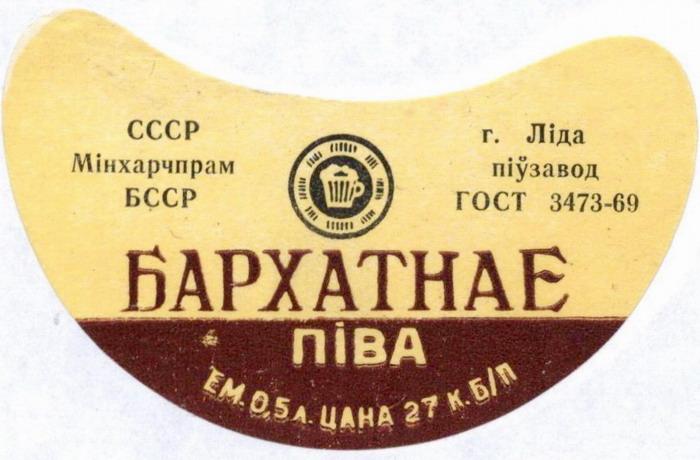 СССР
Мінхарчпрам
БССР
г. Ліда
піўзавод
ГОСТ 3473-69
БАРХАТНАЕ
ПІВА
ЕМ. 0,5 л. ЦАНА 27 К. Б/П